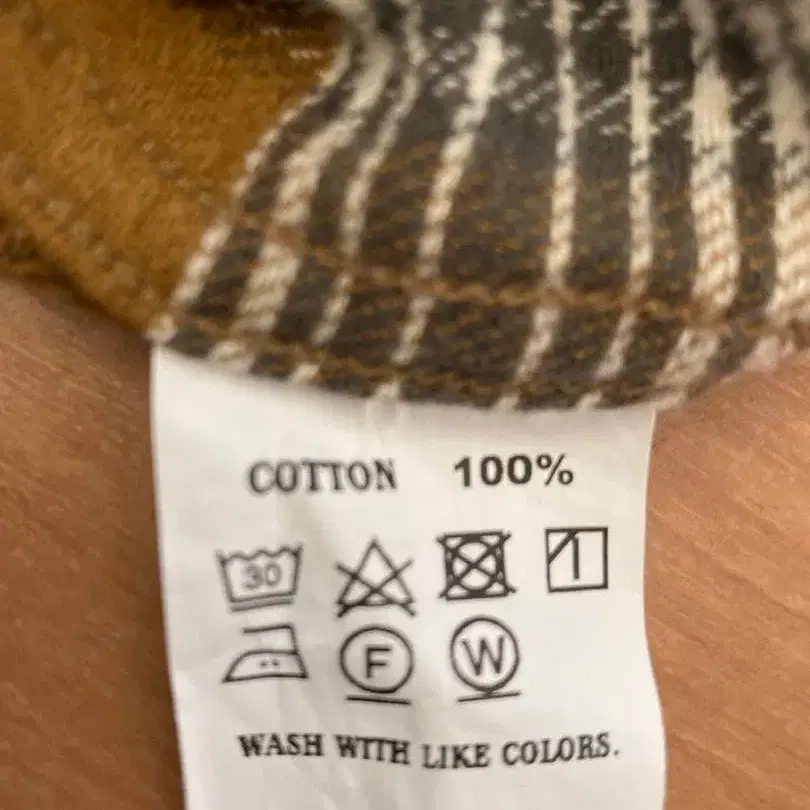 COTTON 100%
30
F W
WASH WITH LIKE COLORS.